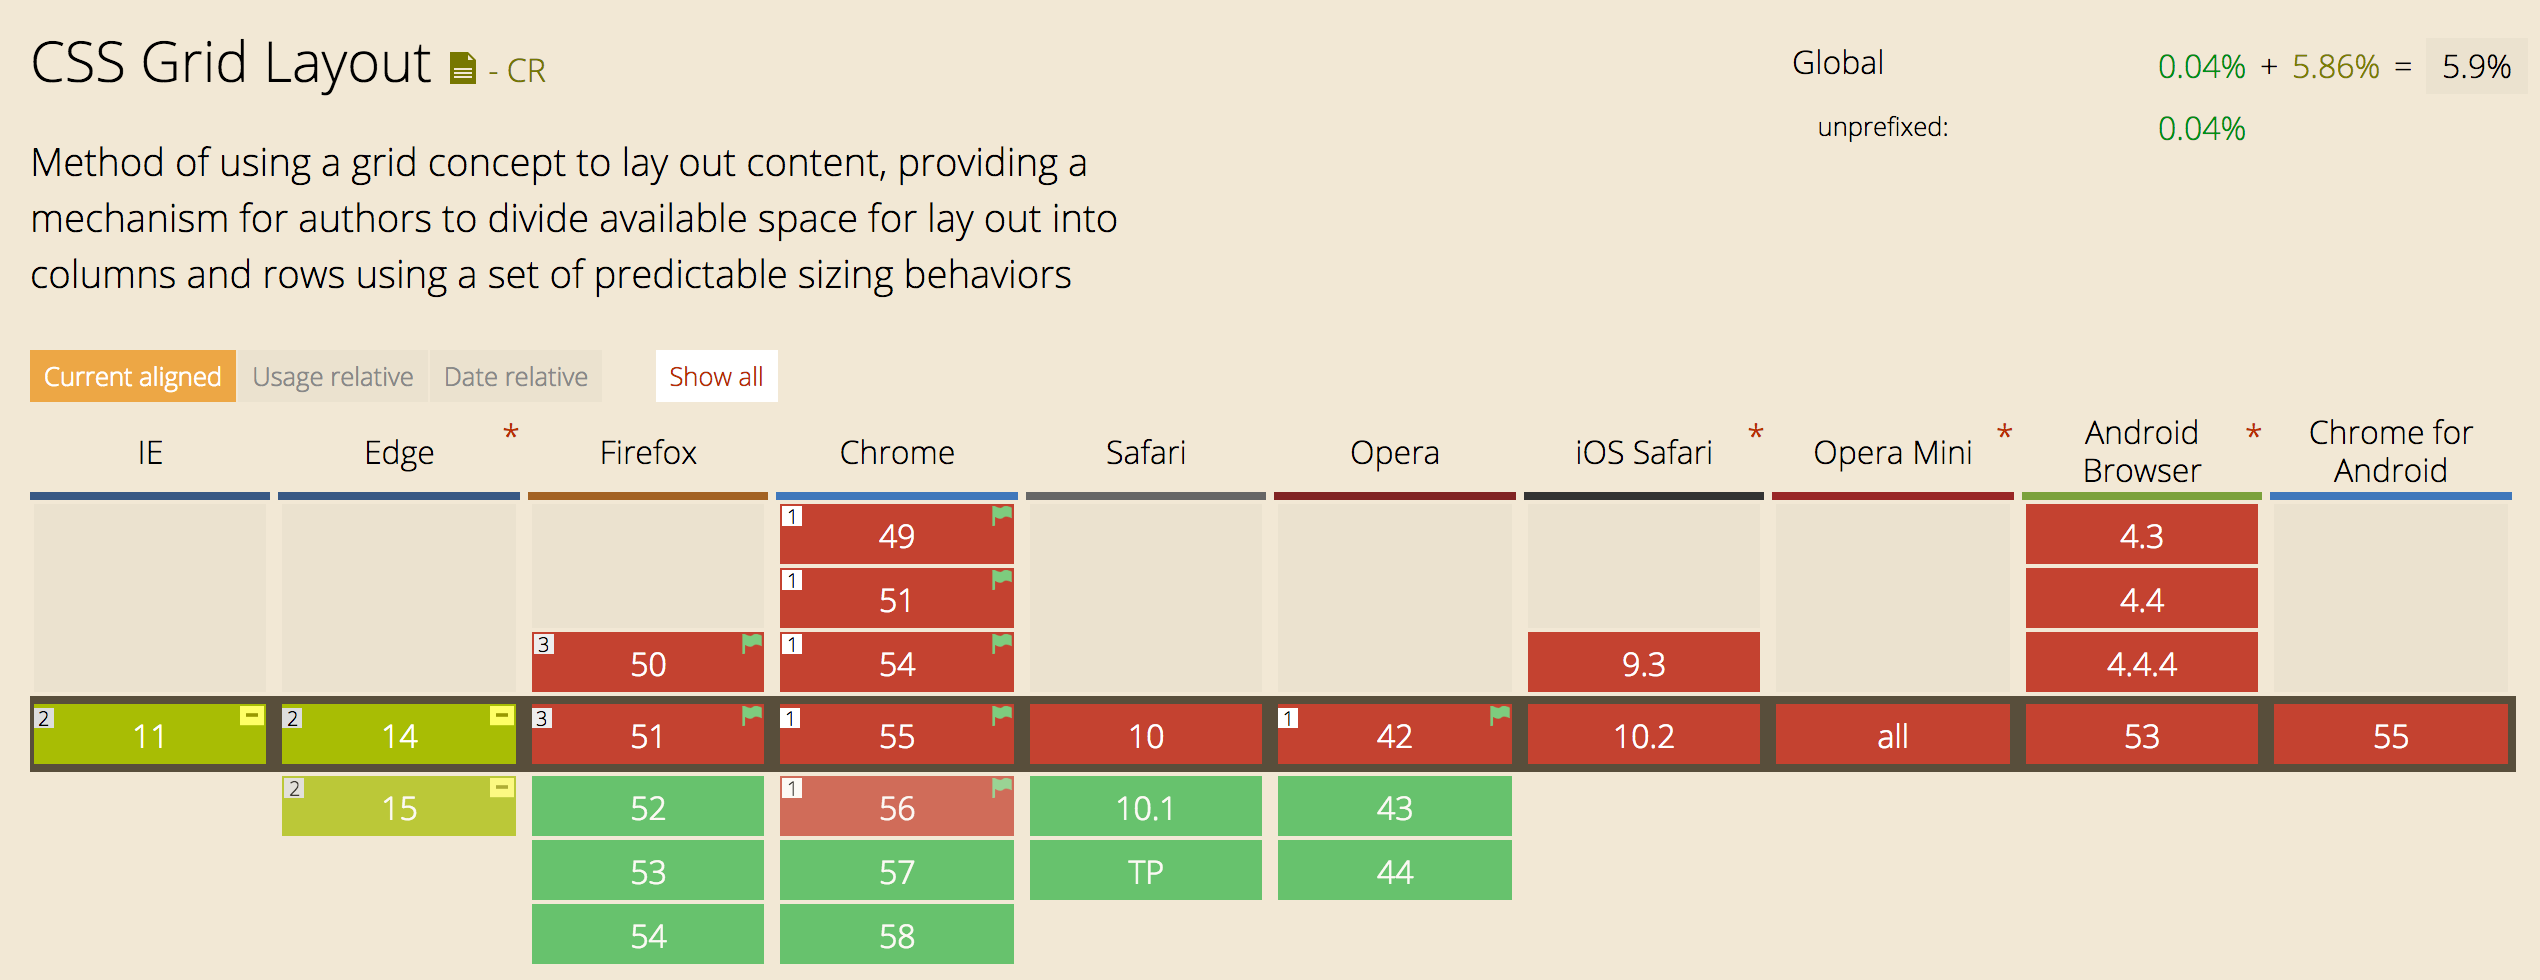 CSS Grid Layout - CR
Global 0.04% + 5.86% = 5.9%
unprefixed: 0.04%
Method of using a grid concept to lay out content, providing a
mechanism for authors to divide available space for lay out into
columns and rows using a set of predictable sizing behaviors
Current aligned Usage relative Date relative Show all
IE Edge * Firefox Chrome Safari Opera iOS Safari * Opera Mini * Android Browser * Chrome for Android
1 49 4.3
1 51 4.4
3 50 1 54 9.3 4.4.4
2 11 2 14 3 51 1 55 10 1 42 10.2 all 53 55
2 15 52 1 56 10.1 43
53 57 TP 44
54 58